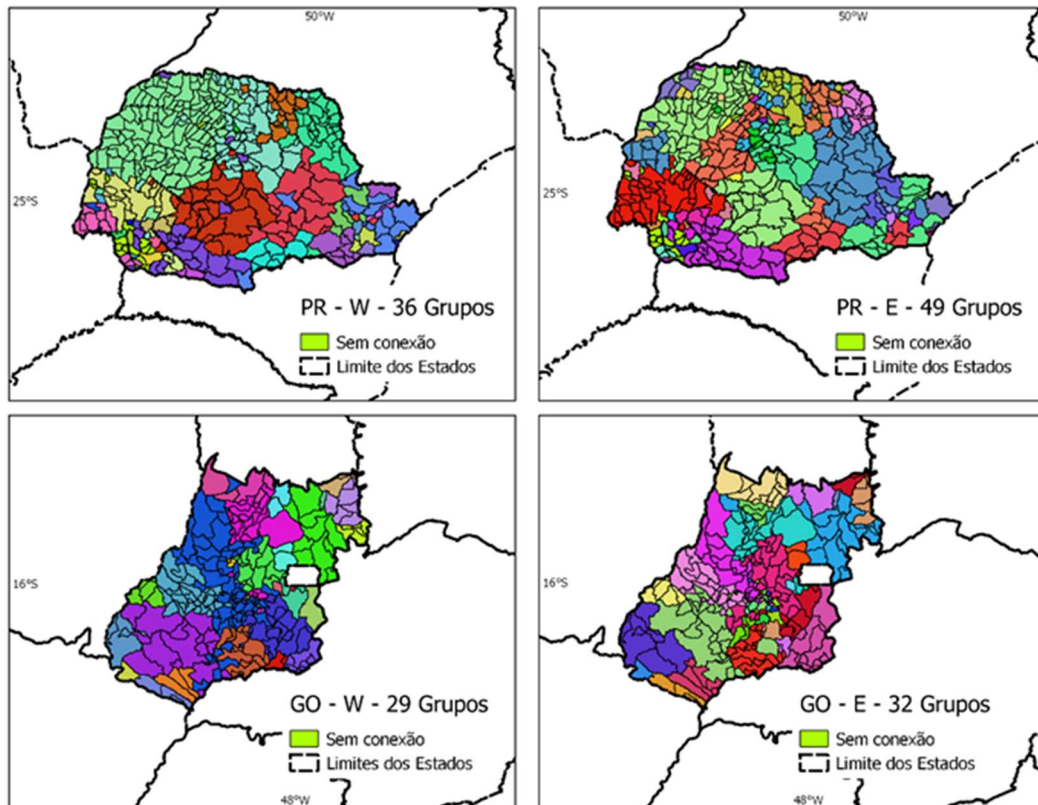 50°W
25°S
PR - W - 36 Grupos
Sem conexão
Limite dos Estados
50°W
25°S
PR - E - 49 Grupos
Sem conexão
Limite dos Estados
16°S
GO - W - 29 Grupos
Sem conexão
Limites dos Estados
48°W
16°S
GO - E - 32 Grupos
Sem conexão
Limite dos Estados
48°W